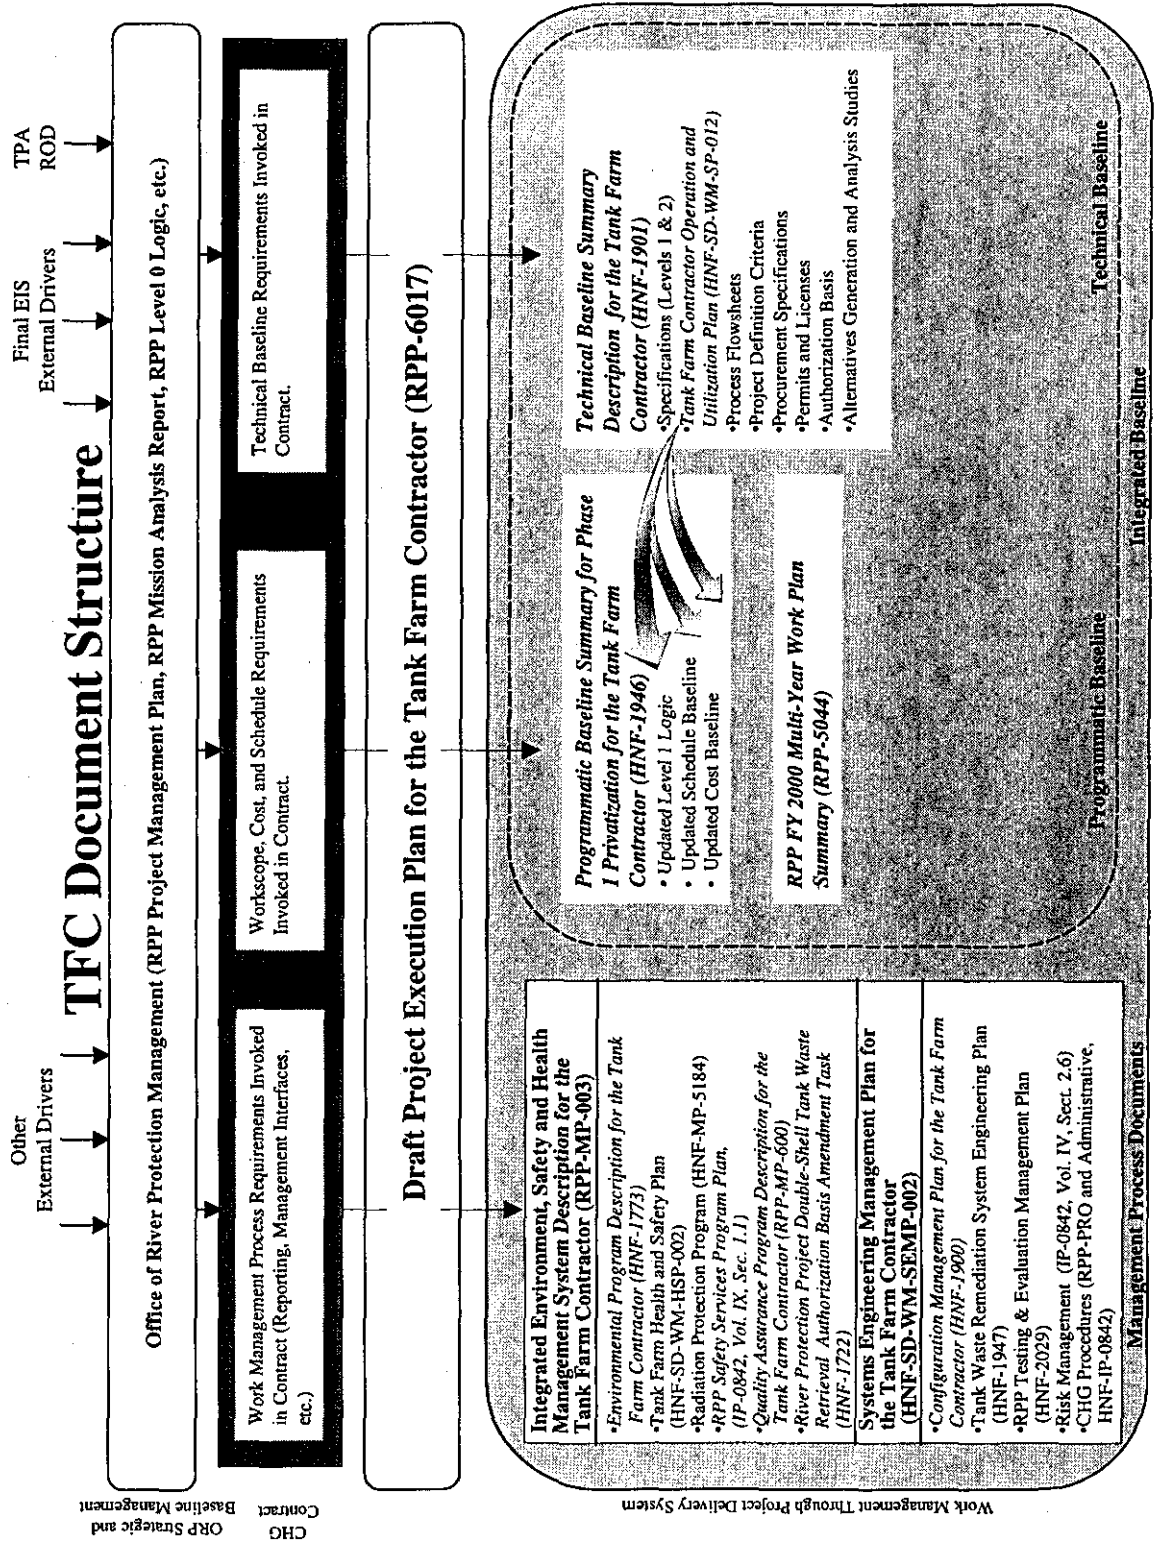 TFC Document Structure
Other
External Drivers
Final EIS
External Drivers
TPA
ROD
ORP Strategic and
Baseline Management
Office of River Protection Management (RPP Project Management Plan, RPP Mission Analysis Report, RPP Level 0 Logic, etc.)
CHG
Contract
Work Management Process Requirements Invoked
in Contract (Reporting, Management Interfaces,
etc.)
Workscope, Cost, and Schedule Requirements
Invoked in Contract.
Technical Baseline Requirements Invoked in
Contract.
Draft Project Execution Plan for the Tank Farm Contractor (RPP-6017)
Work Management Through Project Delivery System
Integrated Environment, Safety and Health
Management System Description for the
Tank Farm Contractor (RPP-MP-003)
•Environmental Program Description for the Tank
Farm Contractor (HNF-1773)
•Tank Farm Health and Safety Plan
(HNF-SD-WM-HSP-002)
•Radiation Protection Program (HNF-MP-5184)
•RPP Safety Services Program Plan,
(IP-0842, Vol. IX, Sec. 1.1)
•Quality Assurance Program Description for the
Tank Farm Contractor (RPP-MP-600)
•River Protection Project Double-Shell Tank Waste
Retrieval Authorization Basis Amendment Task
(HNF-1722)
Systems Engineering Management Plan for
the Tank Farm Contractor
(HNF-SD-WM-SEMP-002)
•Configuration Management Plan for the Tank Farm
Contractor (HNF-1900)
•Tank Waste Remediation System Engineering Plan
(HNF-1947)
•RPP Testing & Evaluation Management Plan
(HNF-2029)
•Risk Management (IP-0842, Vol. IV, Sect. 2.6)
•CHG Procedures (RPP-PRO and Administrative,
HNF-IP-0842)
Management Process Documents
Programmatic Baseline Summary for Phase
1 Privatization for the Tank Farm
Contractor (HNF-1946)
• Updated Level 1 Logic
• Updated Schedule Baseline
• Updated Cost Baseline
RPP FY 2000 Multi-Year Work Plan
Summary (RPP-5044)
Programmatic Baseline
Technical Baseline Summary
Description for the Tank Farm
Contractor (HNF-1901)
•Specifications (Levels 1 & 2)
•Tank Farm Contractor Operation and
Utilization Plan (HNF-SD-WM-SP-012)
•Process Flowsheets
•Project Definition Criteria
•Procurement Specifications
•Permits and Licenses
•Authorization Basis
•Alternatives Generation and Analysis Studies
Technical Baseline
Integrated Baseline